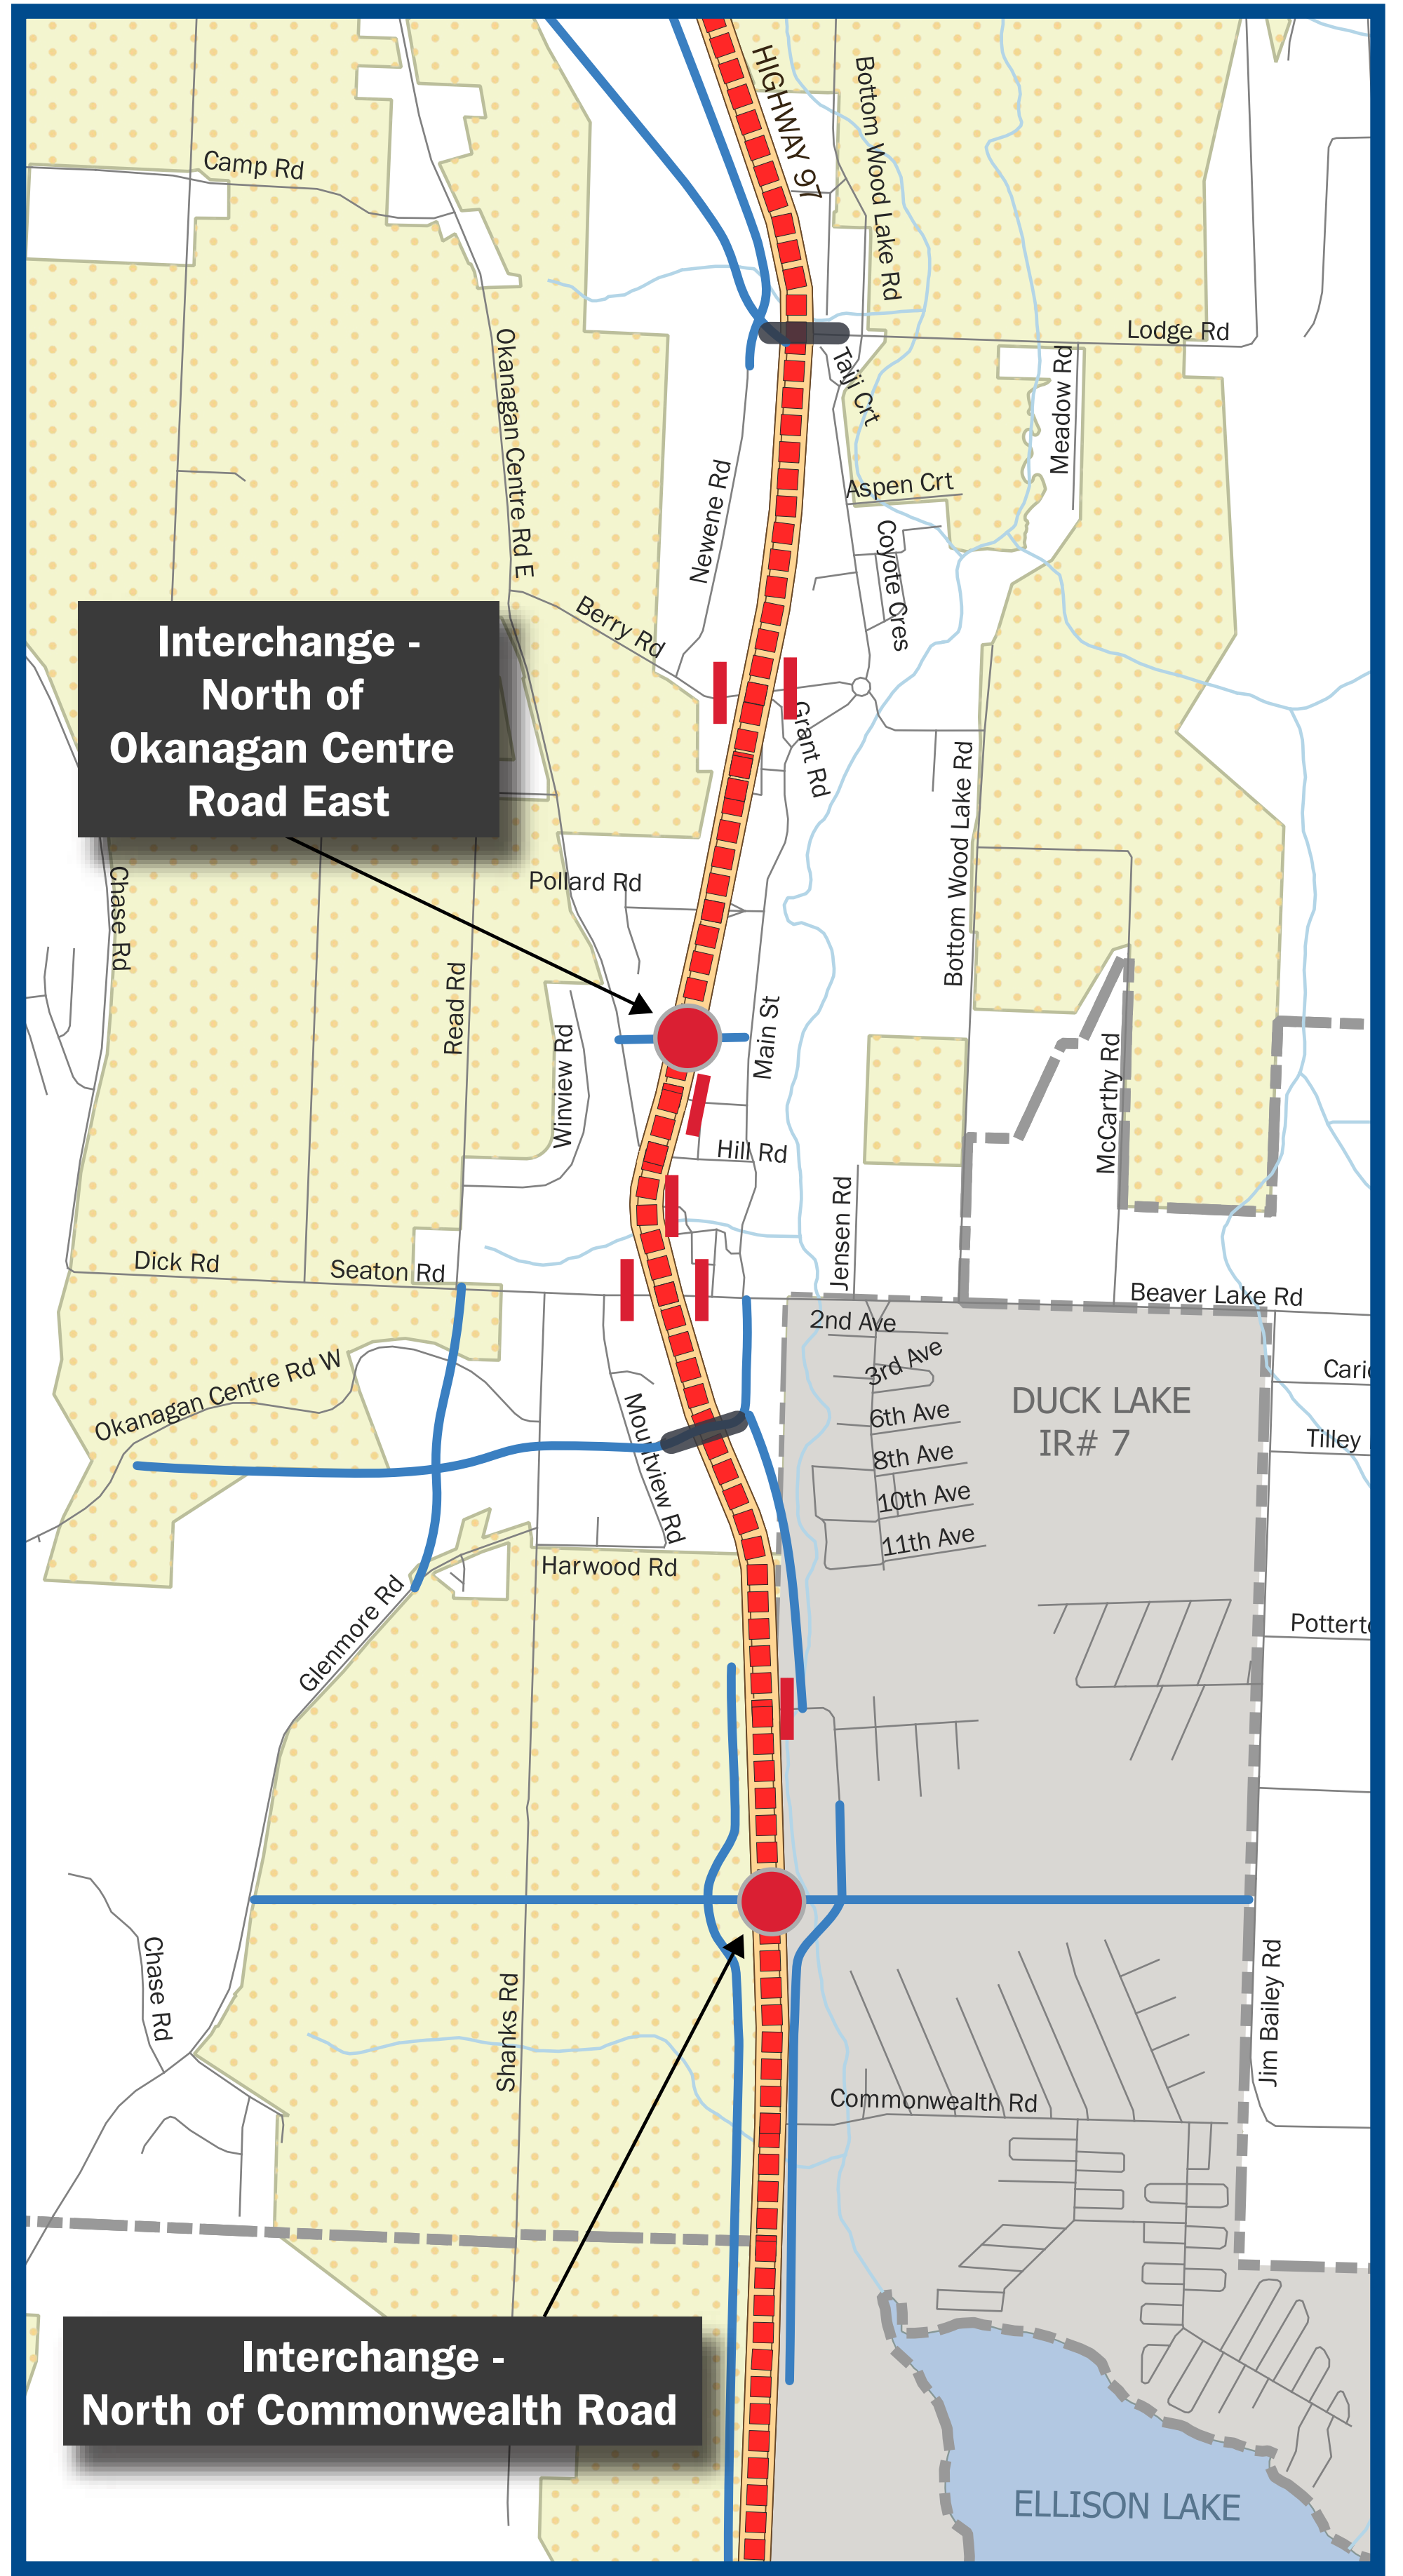 HIGHWAY 97
Bottom Wood Lake Rd
Camp Rd
Lodge Rd
Okanagan Centre Rd E
Taiji Crt
Meadow Rd
Newene Rd
Aspen Crt
Coyote Cres
Berry Rd
Interchange -
North of
Okanagan Centre
Road East
Grant Rd
Bottom Wood Lake Rd
Chase Rd
Pollard Rd
Read Rd
Winview Rd
Main St
McCarthy Rd
Hill Rd
Jensen Rd
Dick Rd
Seaton Rd
Beaver Lake Rd
2nd Ave
3rd Ave
Okanagan Centre Rd W
Carie
DUCK LAKE
IR# 7
6th Ave
Mountview Rd
8th Ave
Tilley
10th Ave
11th Ave
Harwood Rd
Glenmore Rd
Potterto
Chase Rd
Shanks Rd
Jim Bailey Rd
Commonwealth Rd
Interchange -
North of Commonwealth Road
ELLISON LAKE